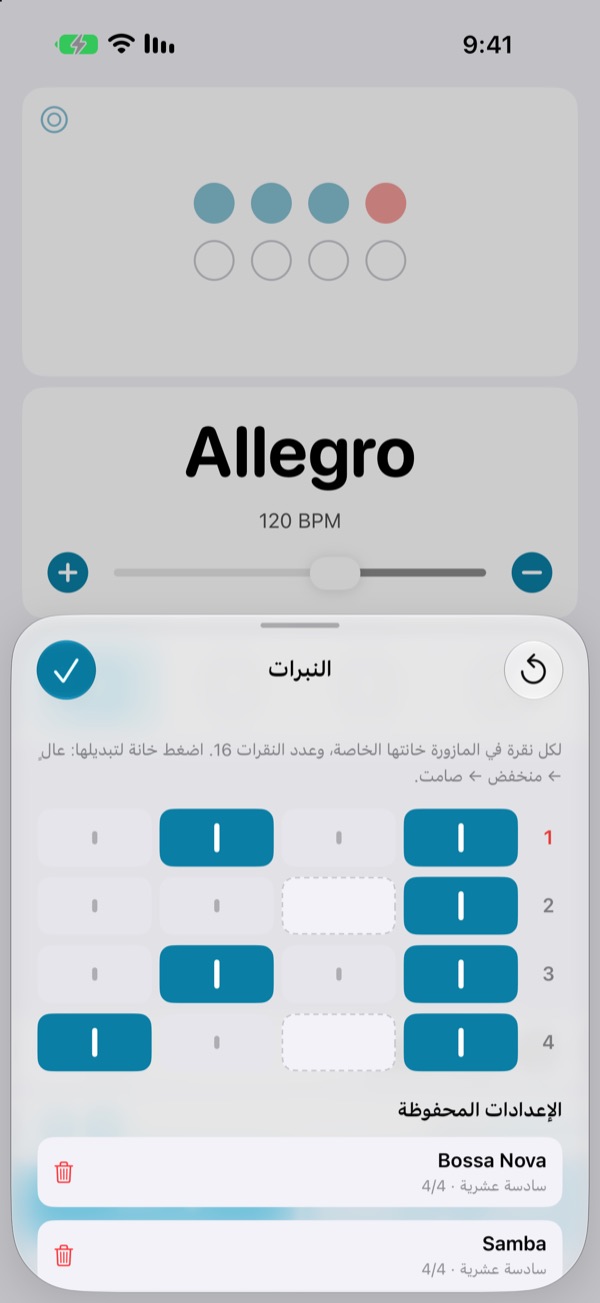 9:41
Allegro
120 BPM
النبرات
لكل نقرة في المازورة خانتها الخاصة، وعدد النقرات 16. اضغط خانة لتبديلها: عالٍ
← منخفض ← صامت.
1
2
3
4
الإعدادات المحفوظة
Bossa Nova
سادسة عشرية · 4/4
Samba
سادسة عشرية · 4/4